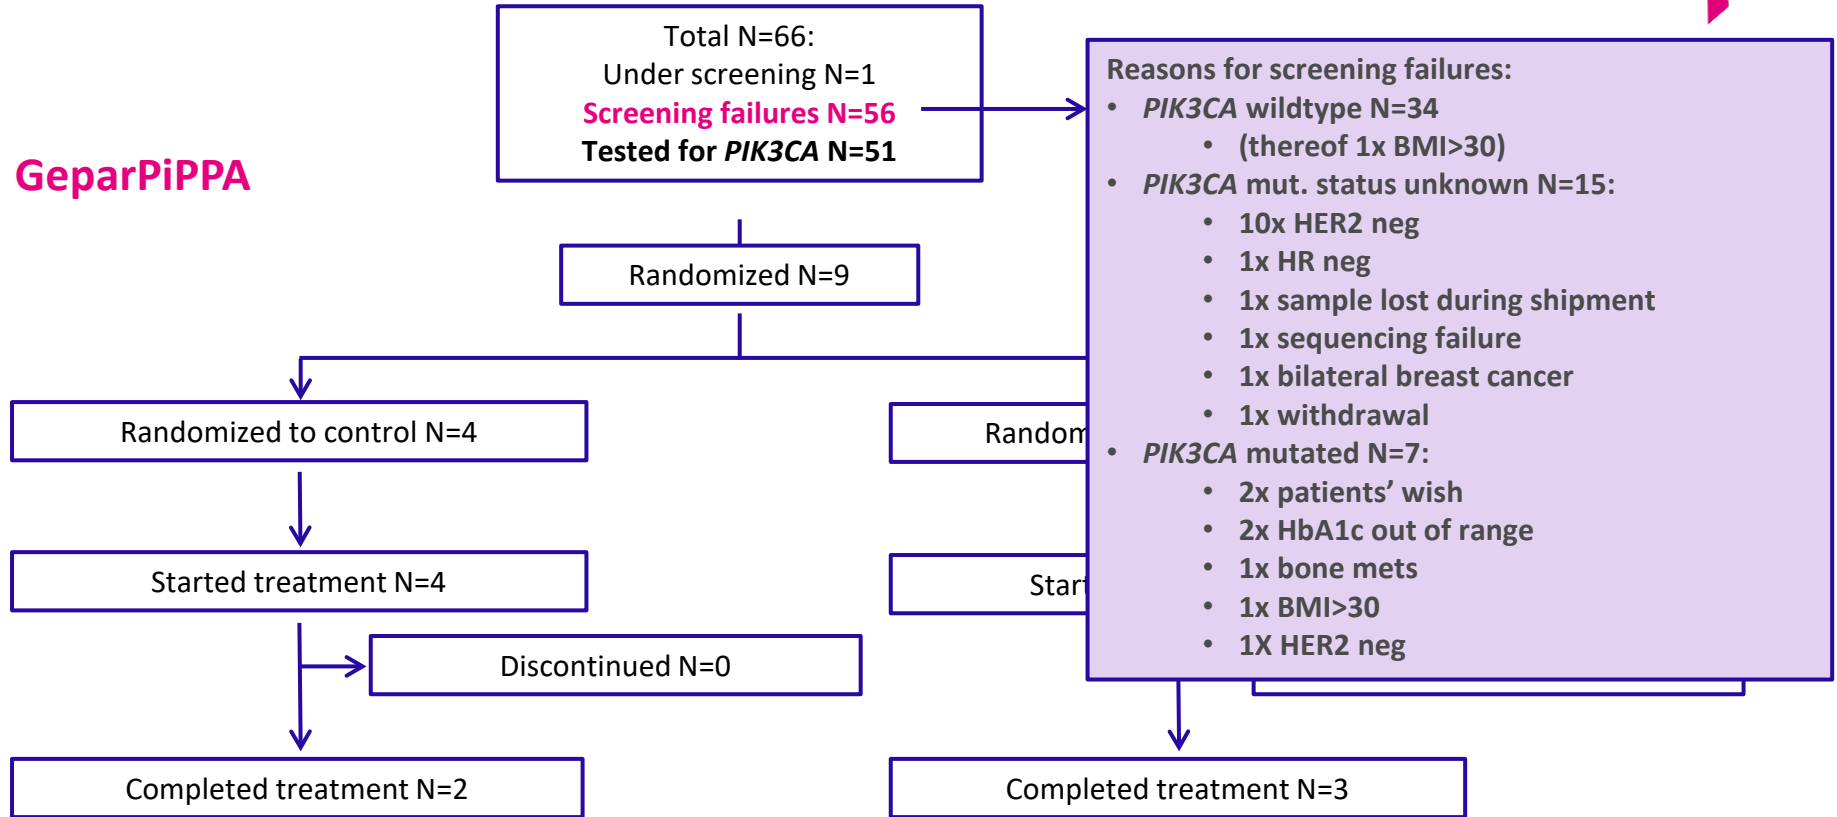 Total N=66:
Under screening N=1
Screening failures N=56
Tested for PIK3CA N=51
GeparPiPPA
Reasons for screening failures:
• PIK3CA wildtype N=34
• (thereof 1x BMI>30)
• PIK3CA mut. status unknown N=15:
• 10x HER2 neg
• 1x HR neg
• 1x sample lost during shipment
• 1x sequencing failure
• 1x bilateral breast cancer
• 1x withdrawal
• PIK3CA mutated N=7:
• 2x patients’ wish
• 2x HbA1c out of range
• 1x bone mets
• 1x BMI>30
• 1X HER2 neg
Randomized N=9
Randomized to control N=4
Started treatment N=4
Discontinued N=0
Completed treatment N=2
Completed treatment N=3